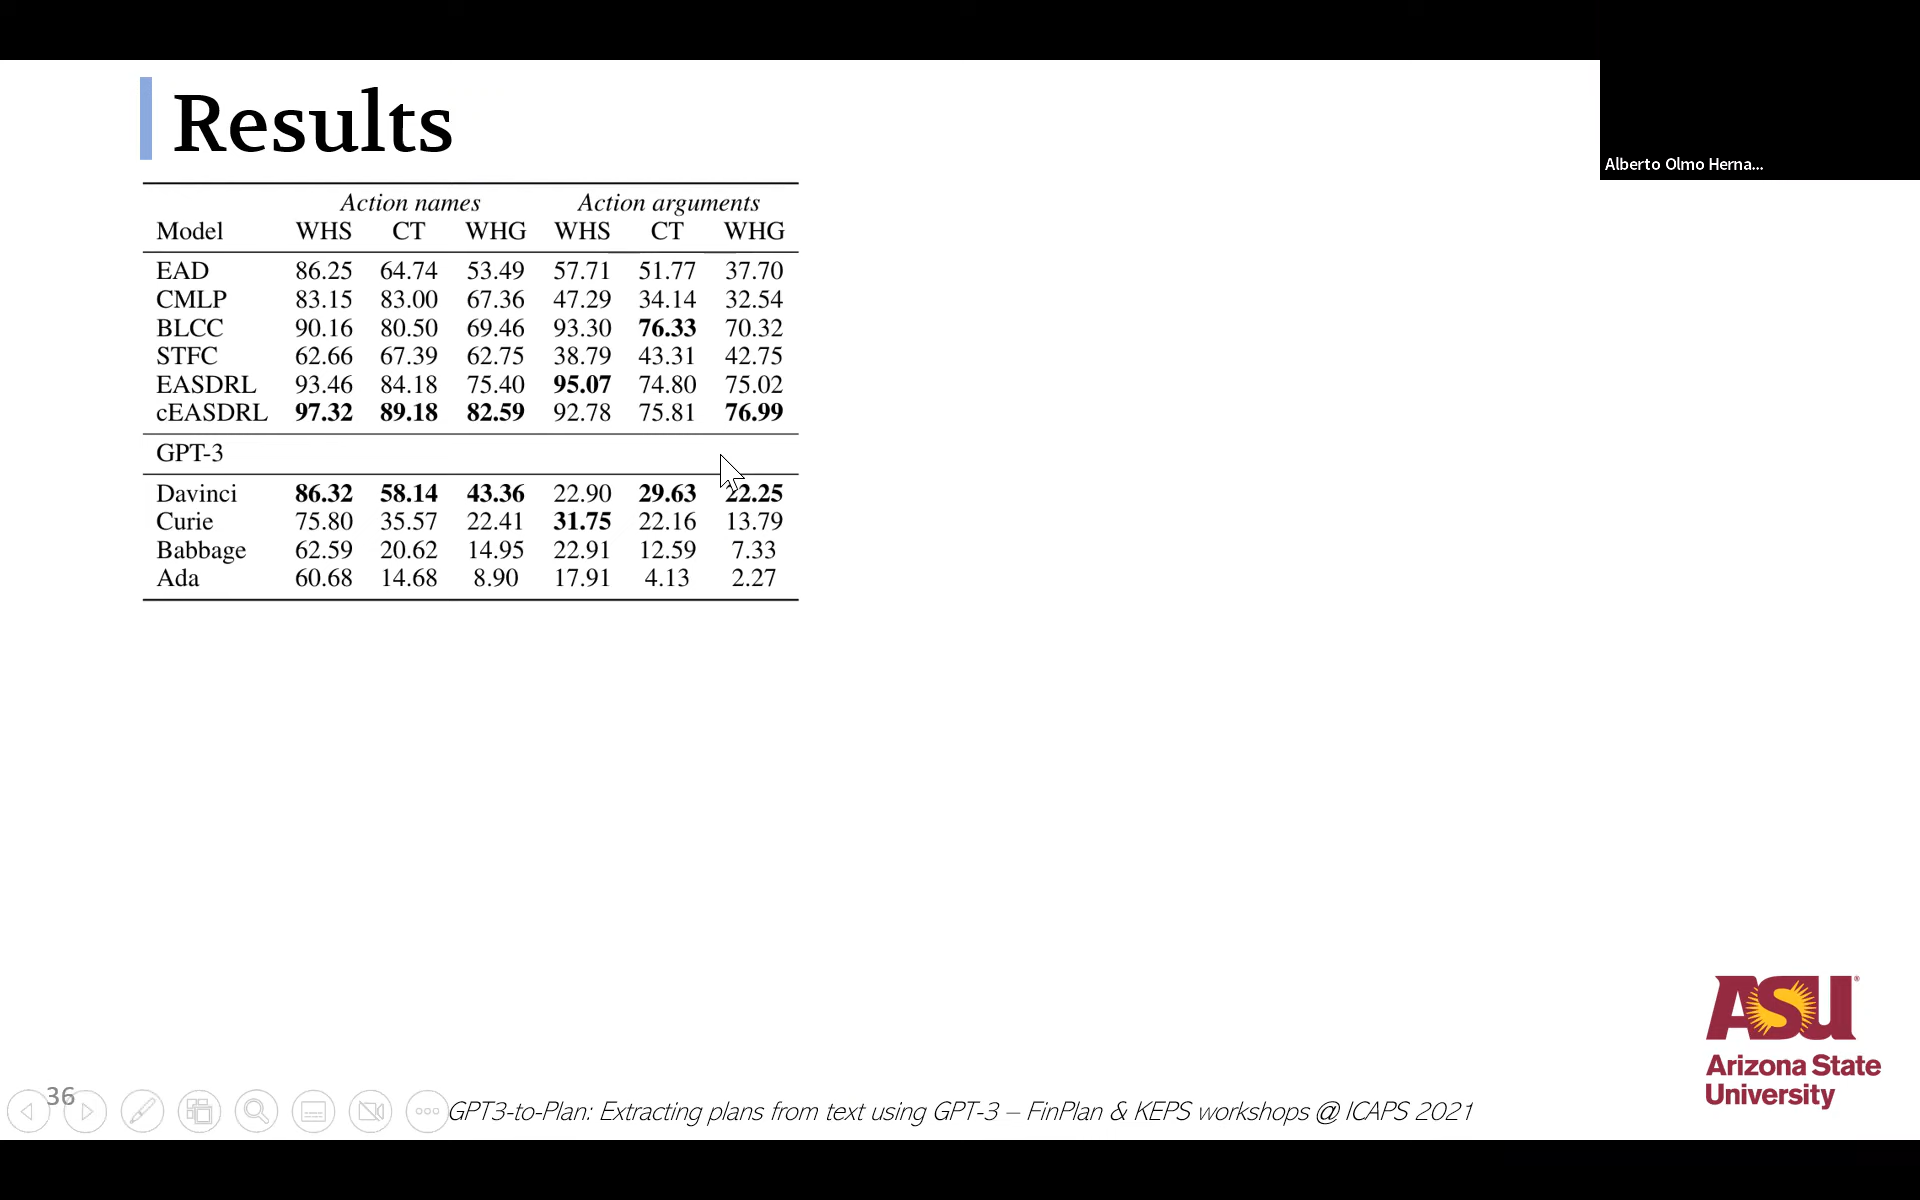 Results
Alberto Olmo Herna...
Action names Action arguments
Model WHS CT WHG WHS CT WHG
EAD 86.25 64.74 53.49 57.71 51.77 37.70
CMLP 83.15 83.00 67.36 47.29 34.14 32.54
BLCC 90.16 80.50 69.46 93.30 76.33 70.32
STFC 62.66 67.39 62.75 38.79 43.31 42.75
EASDRL 93.46 84.18 75.40 95.07 74.80 75.02
cEASDRL 97.32 89.18 82.59 92.78 75.81 76.99
GPT-3
Davinci 86.32 58.14 43.36 22.90 29.63 22.25
Curie 75.80 35.57 22.41 31.75 22.16 13.79
Babbage 62.59 20.62 14.95 22.91 12.59 7.33
Ada 60.68 14.68 8.90 17.91 4.13 2.27
ASU
Arizona State
University
36
GPT3-to-Plan: Extracting plans from text using GPT-3 – FinPlan & KEPS workshops @ ICAPS 2021